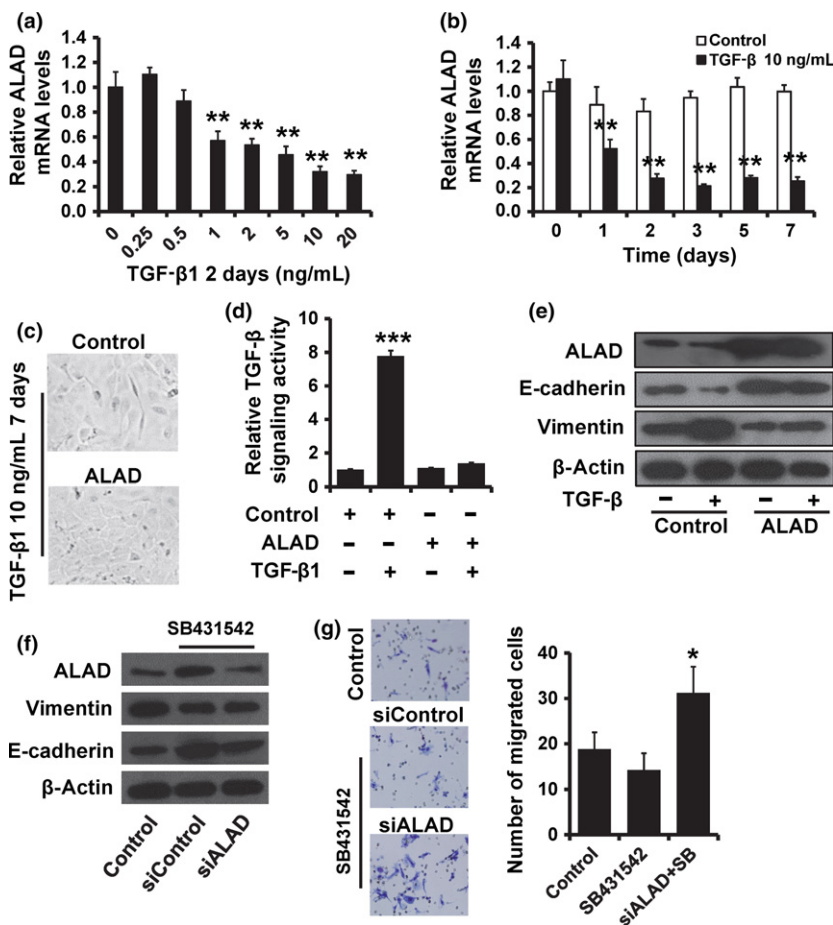 (a)
Relative ALAD
mRNA levels
1.4
1.2
1.0
0.8
0.6
0.4
0.2
0.0
** ** ** ** **
0 0.25 0.5 1 2 5 10 20
TGF-β1 2 days (ng/mL)
(b)
Relative ALAD
mRNA levels
1.4
1.2
1.0
0.8
0.6
0.4
0.2
0.0
Control
TGF-β 10 ng/mL
** ** ** ** **
0 1 2 3 5 7
Time (days)
(c)
TGF-β1 10 ng/mL 7 days
Control
ALAD
(d)
Relative TGF-β
signaling activity
10
8
6
4
2
0
***
Control + + – –
ALAD – – + +
TGF-β1 – + – +
(e)
ALAD
E-cadherin
Vimentin
β-Actin
TGF-β – + – +
Control ALAD
(f)
SB431542
ALAD
Vimentin
E-cadherin
β-Actin
Control siControl siALAD
(g)
Control
siControl
SB431542
siALAD
Number of migrated cells
40
30
20
10
0
*
Control SB431542 siALAD+SB